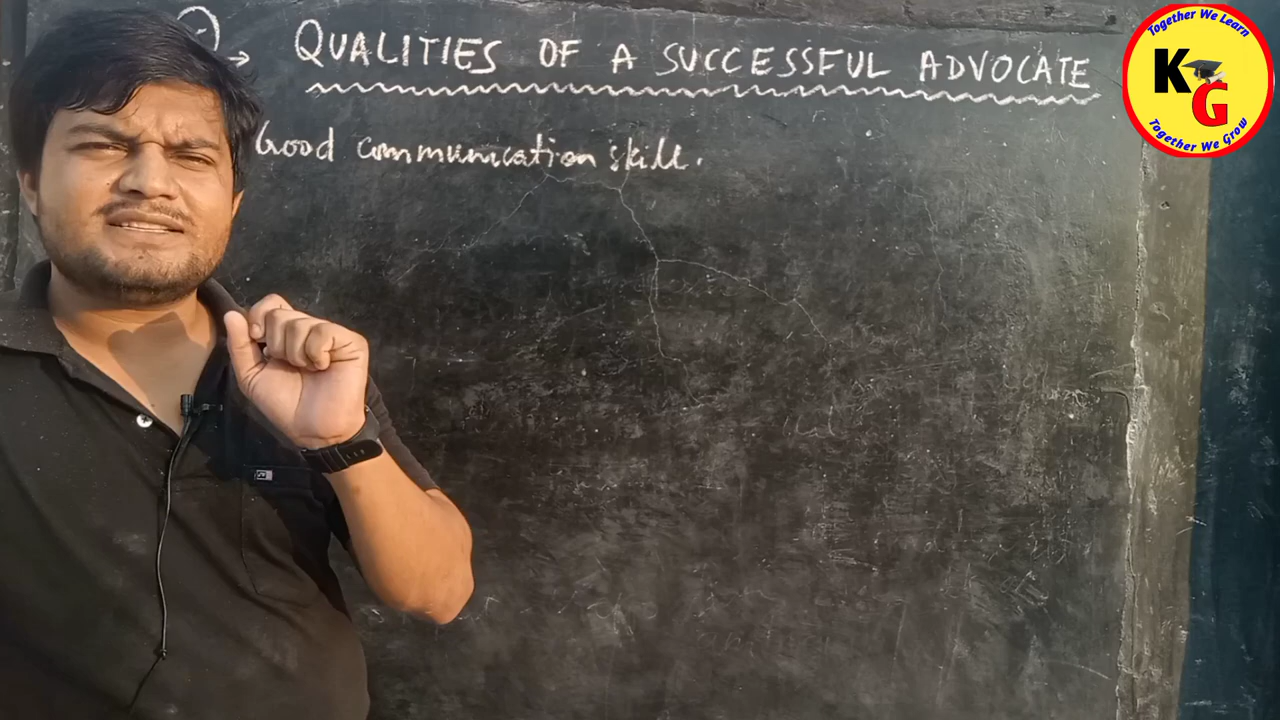 → QUALITIES OF A SUCCESSFUL ADVOCATE
Good communication skill.
Together We Learn
KG
Together We Grow